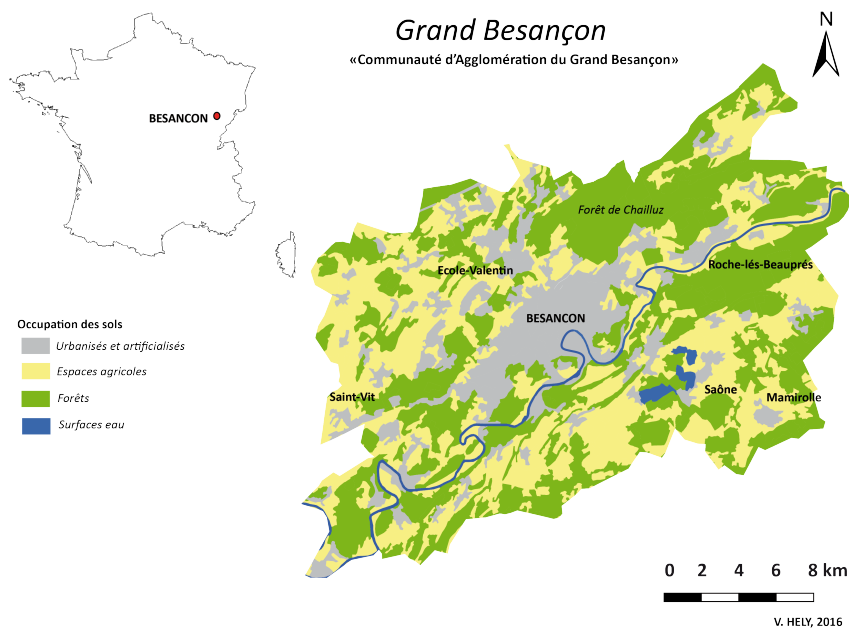 Grand Besançon
«Communauté d’Agglomération du Grand Besançon»
N
BESANCON
Forêt de Chailluz
Ecole-Valentin
Roche-lés-Beauprés
BESANCON
Occupation des sols
Urbanisés et artificialisés
Espaces agricoles
Forêts
Surfaces eau
Saint-Vit
Saône
Mamirolle
0 2 4 6 8 km
V. HELY, 2016